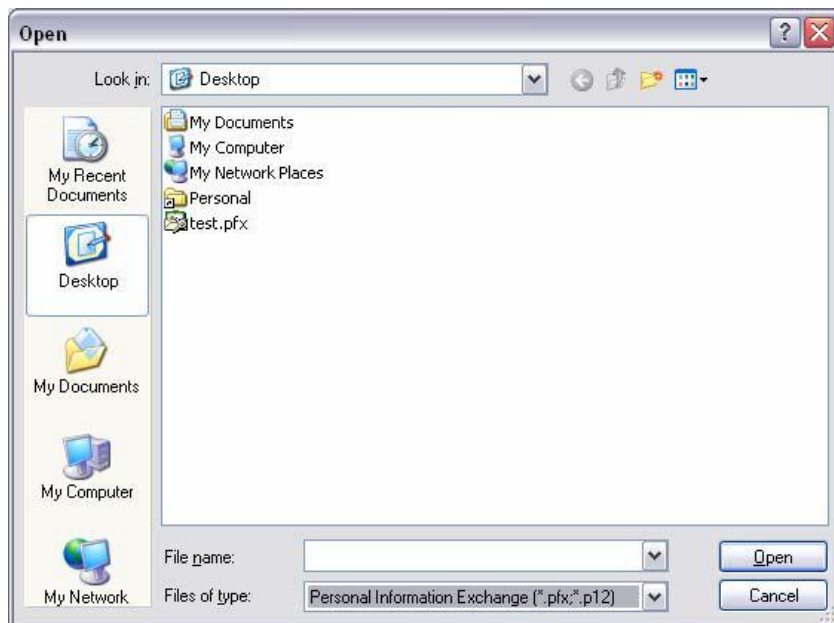 Open
Look in:
Desktop
My Documents
My Computer
My Network Places
Personal
test.pfx
My Recent
Documents
Desktop
My Documents
My Computer
My Network
File name:
Open
Files of type:
Personal Information Exchange (*.pfx;*.p12)
Cancel